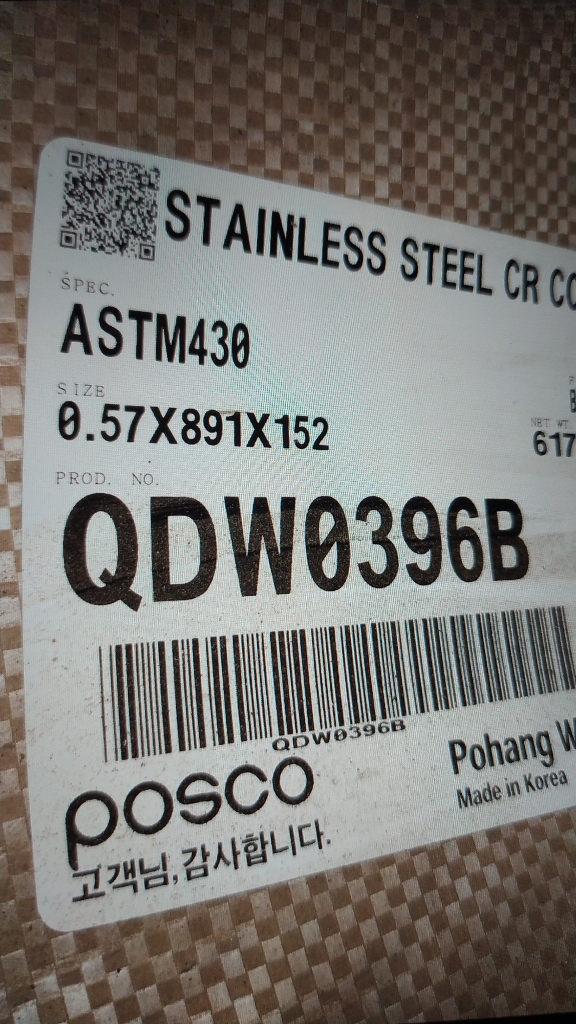 STAINLESS STEEL CR CO
SPEC.
ASTM430
SIZE
0.57X891X152
NET WT.
617
PROD. NO.
QDW0396B
QDW0396B
posco
Pohang W
Made in Korea
고객님, 감사합니다.